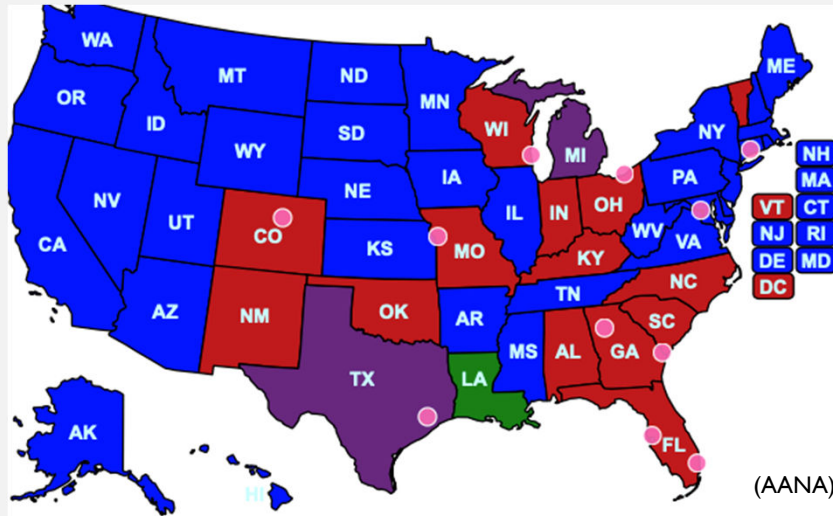 WA
MT
ND
MN
ME
OR
ID
SD
WI
MI
NY
WY
NH
IA
PA
MA
NE
NV
IL
IN
OH
VT
CT
UT
CO
WV
NJ
RI
CA
KS
MO
KY
VA
DE
MD
NC
DC
TN
AZ
NM
OK
AR
SC
MS
AL
GA
TX
LA
AK
FL
HI
(AANA)